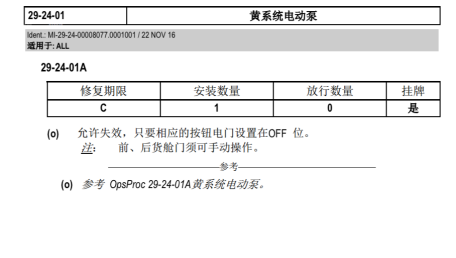 29-24-01 黄系统电动泵
Ident.: MI-29-24-00008077.0001001 / 22 NOV 16
适用于: ALL
29-24-01A
修复期限 安装数量 放行数量 挂牌
C 1 0 是
(o) 允许失效，只要相应的按钮电门设置在OFF 位。
注: 前、后货舱门须可手动操作。
参考
(o) 参考 OpsProc 29-24-01A黄系统电动泵。